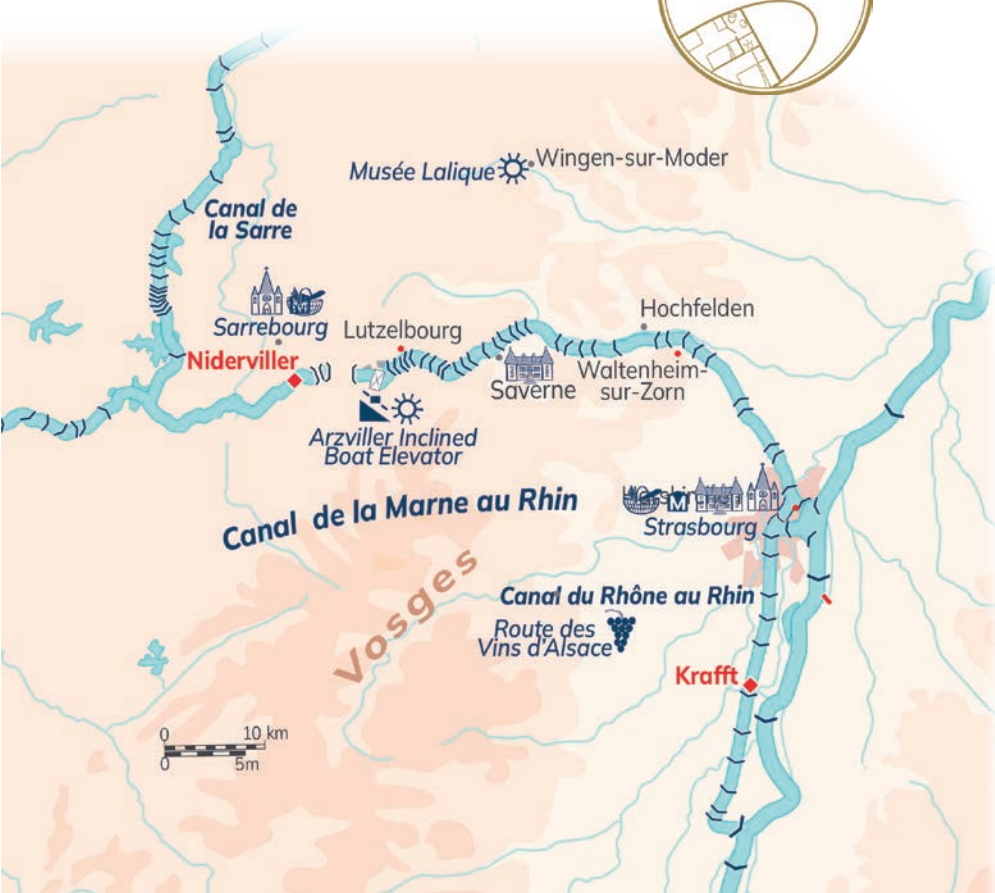 Musée Lalique
Wingen-sur-Moder
Canal de
la Sarre
Sarrebourg
Lutzelbourg
Hochfelden
Niderviller
Saverne
Waltenheim-
sur-Zorn
Arzviller Inclined
Boat Elevator
Canal de la Marne au Rhin
M
Strasbourg
Vosges
Canal du Rhône au Rhin
Route des
Vins d'Alsace
Krafft
0 10 km
0 5m